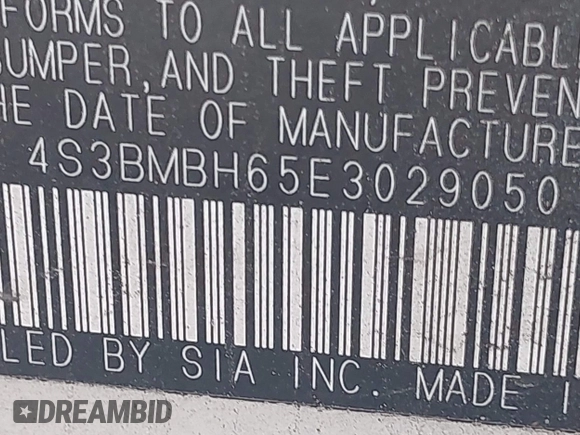 FORMS TO ALL APPLICABL
BUMPER, AND THEFT PREVEN
HE DATE OF MANUFACTURE
4S3BMBH65E3029050
LED BY SIA INC. MADE I
DREAMBID